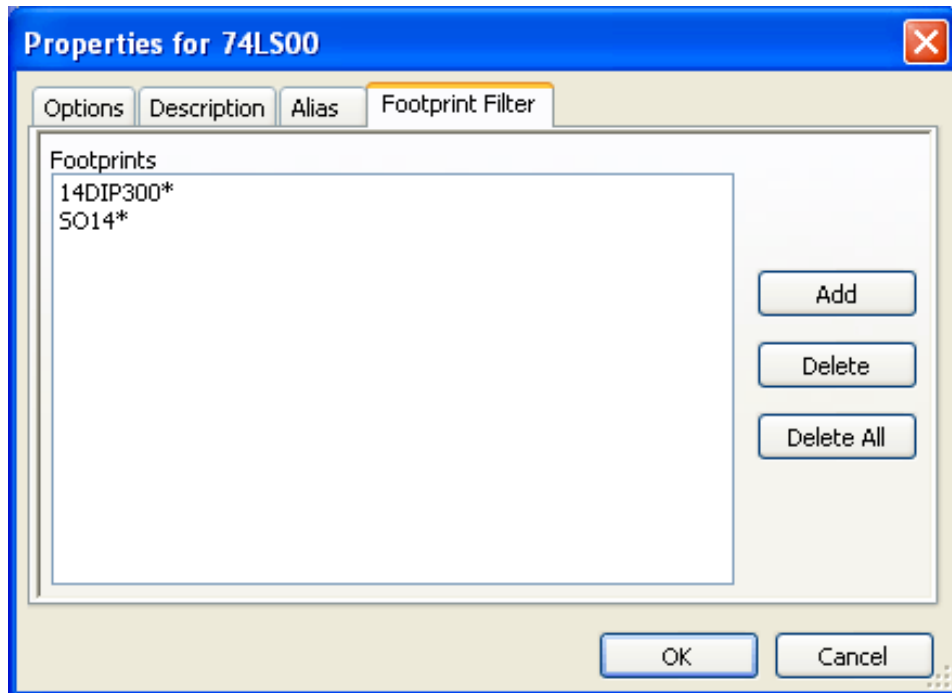 Properties for 74LS00
Options Description Alias Footprint Filter
Footprints
14DIP300*
SO14*
Add
Delete
Delete All
OK Cancel